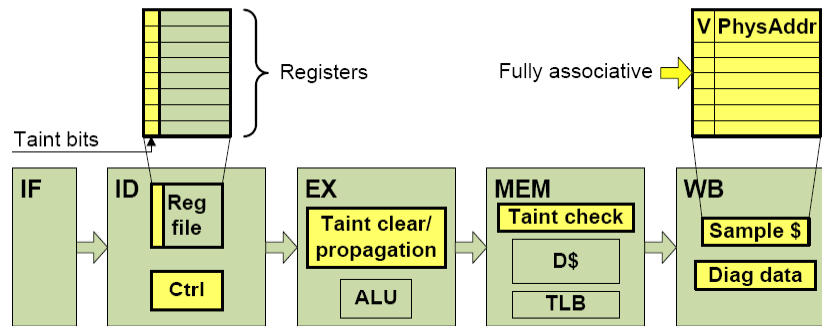 V PhysAddr
Registers
Fully associative
Taint bits
IF
ID
Reg
file
Ctrl
EX
Taint clear/
propagation
ALU
MEM
Taint check
D$
TLB
WB
Sample $
Diag data